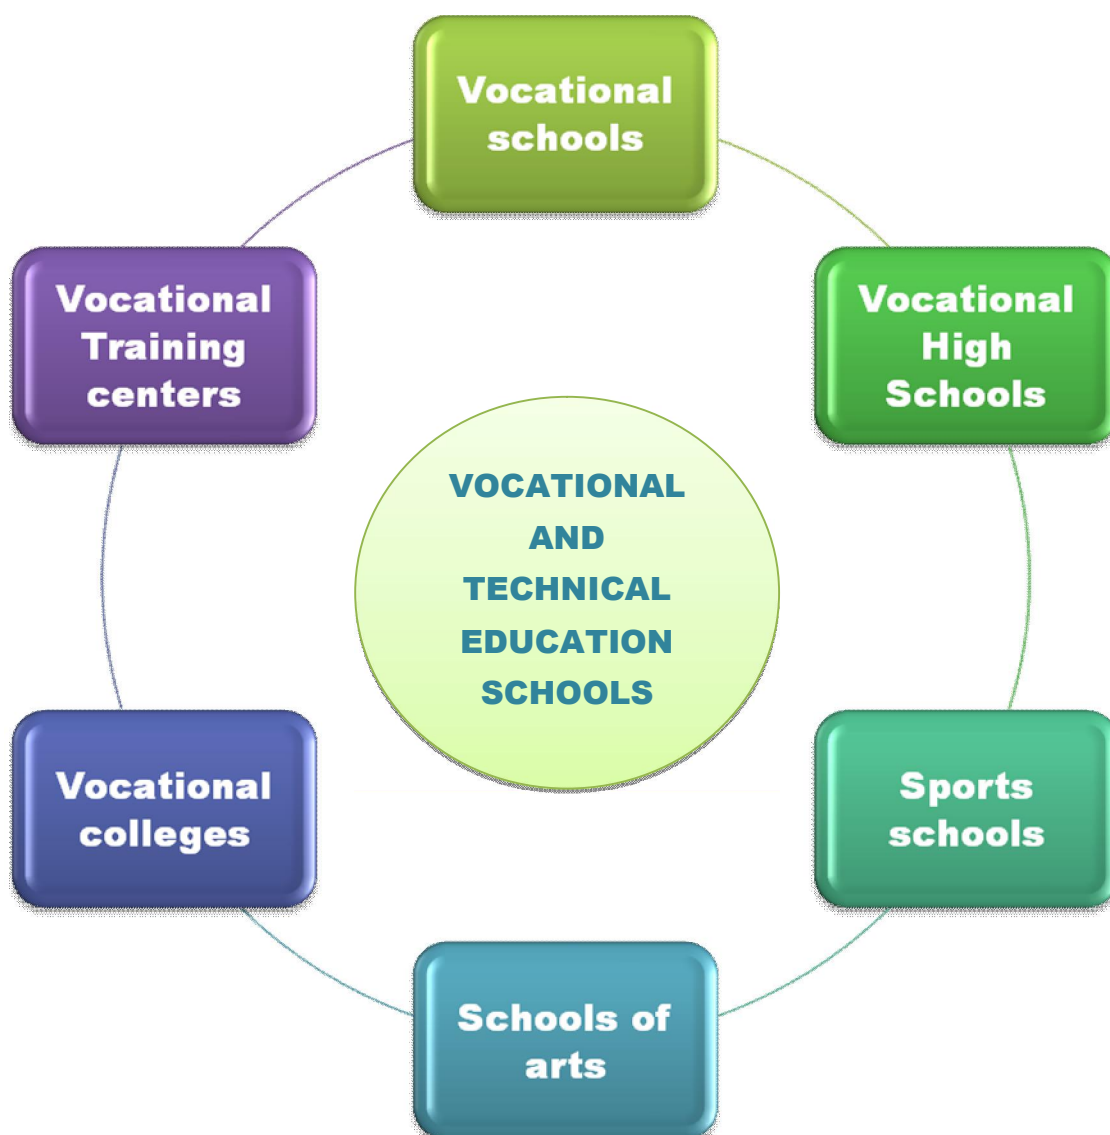 Vocational
schools
Vocational
High
Schools
Sports
schools
Schools of
arts
Vocational
colleges
Vocational
Training
centers
VOCATIONAL
AND
TECHNICAL
EDUCATION
SCHOOLS